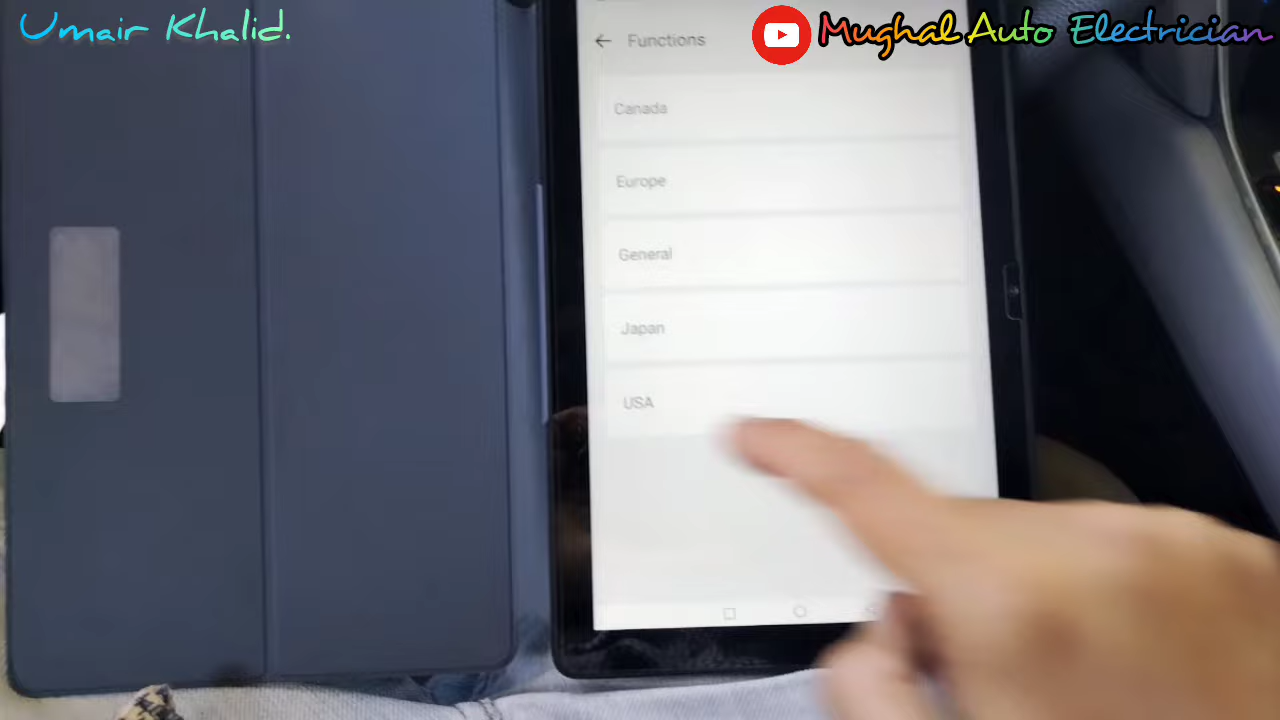 Umair Khalid.
Mughal Auto Electrician
Functions
Canada
Europe
General
Japan
USA